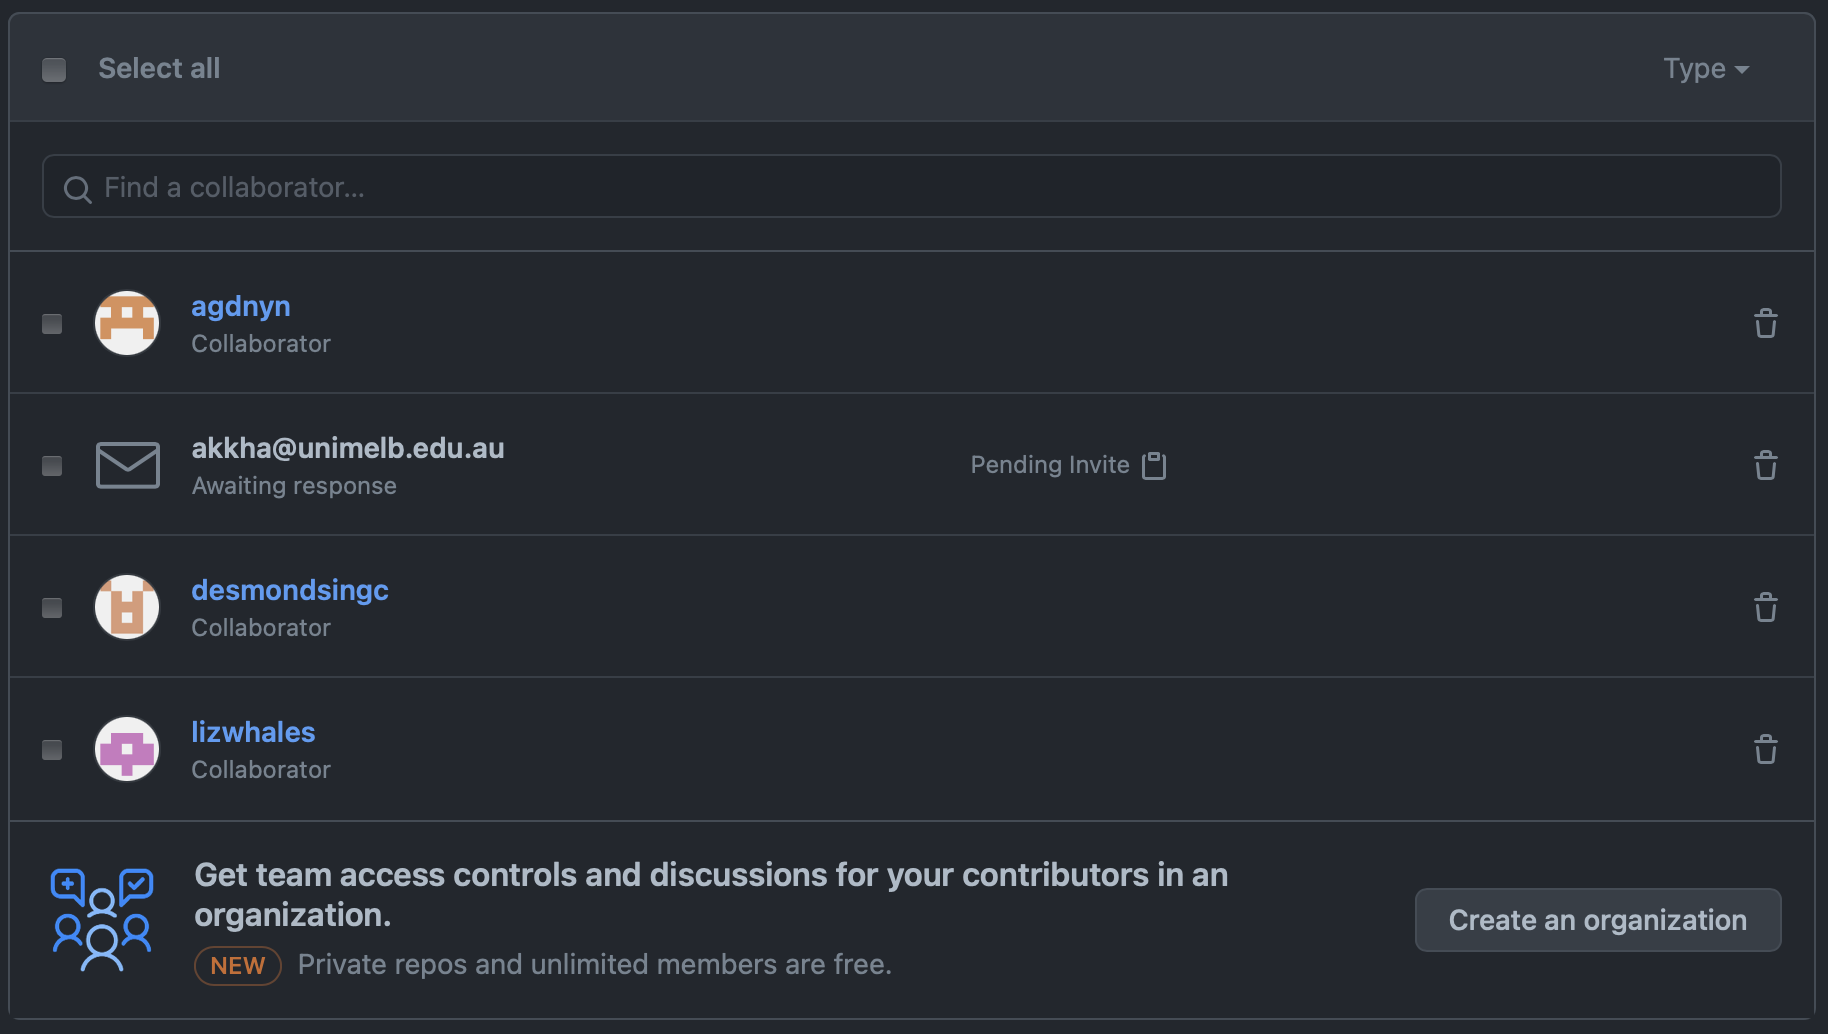 Select all
Type
Find a collaborator...
agdnyn
Collaborator
akkha@unimelb.edu.au
Awaiting response
Pending Invite
desmondsingc
Collaborator
lizwhales
Collaborator
Get team access controls and discussions for your contributors in an
organization.
NEW Private repos and unlimited members are free.
Create an organization